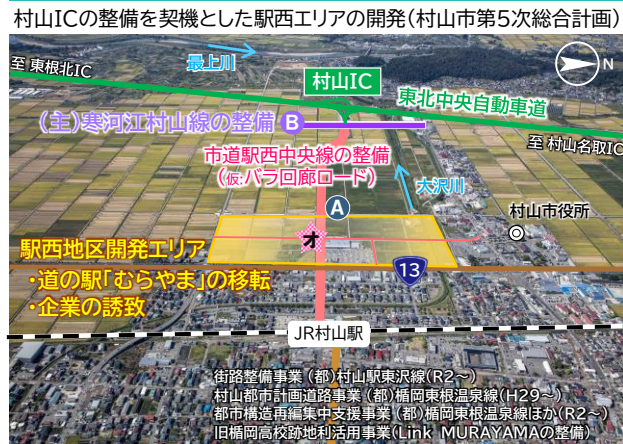 村山ICの整備を契機とした駅西エリアの開発(村山市第5次総合計画)
至 東根北IC
最上川
N
村山IC
東北中央自動車道
(主)寒河江村山線の整備 B
至 村山名取IC
市道駅西中央線の整備
(仮:バラ回廊ロード)
大沢川
A
村山市役所
オ
駅西地区開発エリア
・道の駅「むらやま」の移転
・企業の誘致
13
JR村山駅
街路整備事業 (都)村山駅東沢線(R2～)
村山都市計画道路事業 (都)楯岡東根温泉線(H29～)
都市構造再編集中支援事業 (都)楯岡東根温泉線ほか(R2～)
旧楯岡高校跡地利活用事業(Link MURAYAMAの整備)